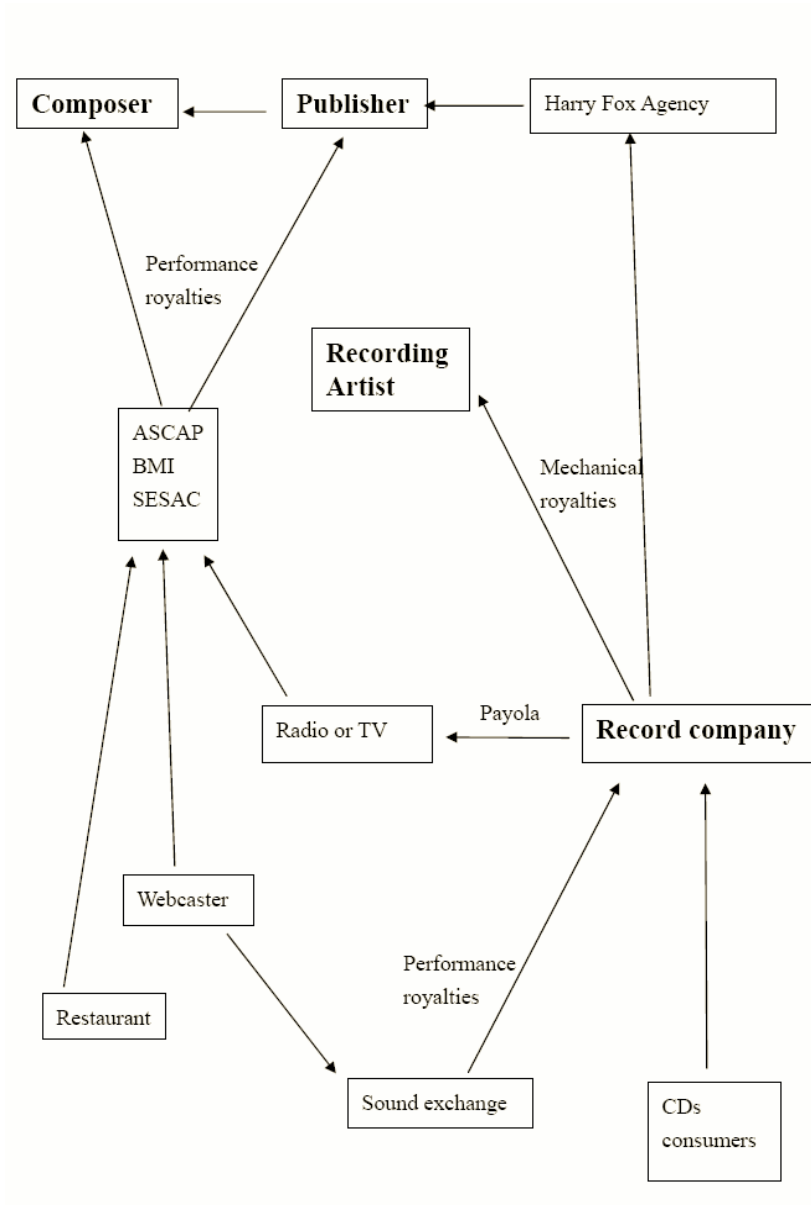 Composer
Publisher
Harry Fox Agency
Performance
royalties
Recording
Artist
ASCAP
BMI
SESAC
Mechanical
royalties
Radio or TV
Payola
Record company
Webcaster
Performance
royalties
Restaurant
Sound exchange
CDs
consumers